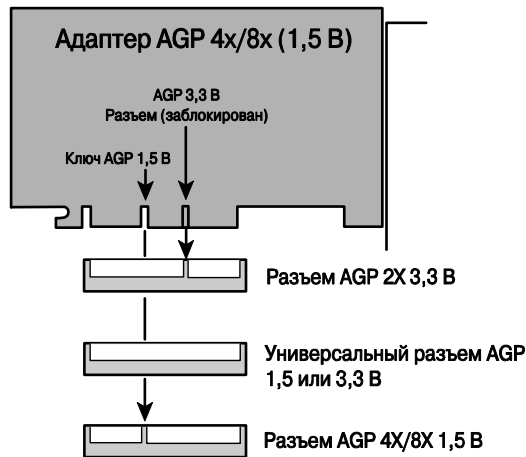 Адаптер AGP 4x/8x (1,5 В)
AGP 3,3 В
Разъем (заблокирован)
Ключ AGP 1,5 В
Разъем AGP 2X 3,3 В
Универсальный разъем AGP
1,5 или 3,3 В
Разъем AGP 4X/8X 1,5 В